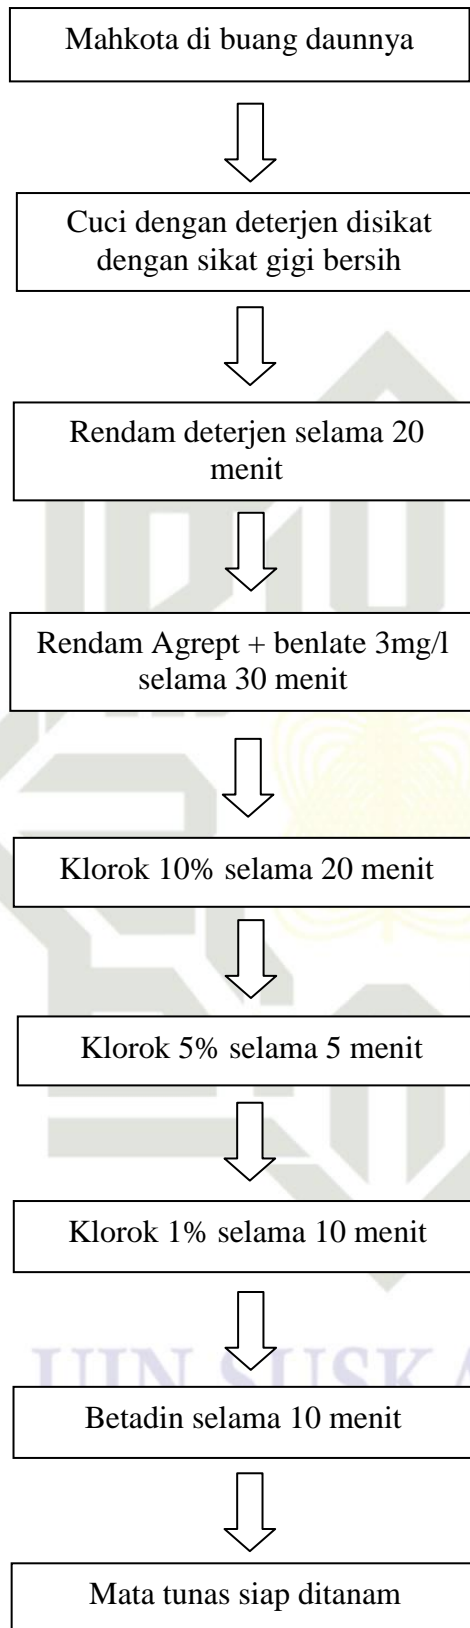 Mahkota di buang daunnya
Cuci dengan deterjen disikat
dengan sikat gigi bersih
Rendam deterjen selama 20
menit
Rendam Agrept + benlate 3mg/l
selama 30 menit
Klorok 10% selama 20 menit
Klorok 5% selama 5 menit
Klorok 1% selama 10 menit
UIN SUSKA
Betadin selama 10 menit
Mata tunas siap ditanam